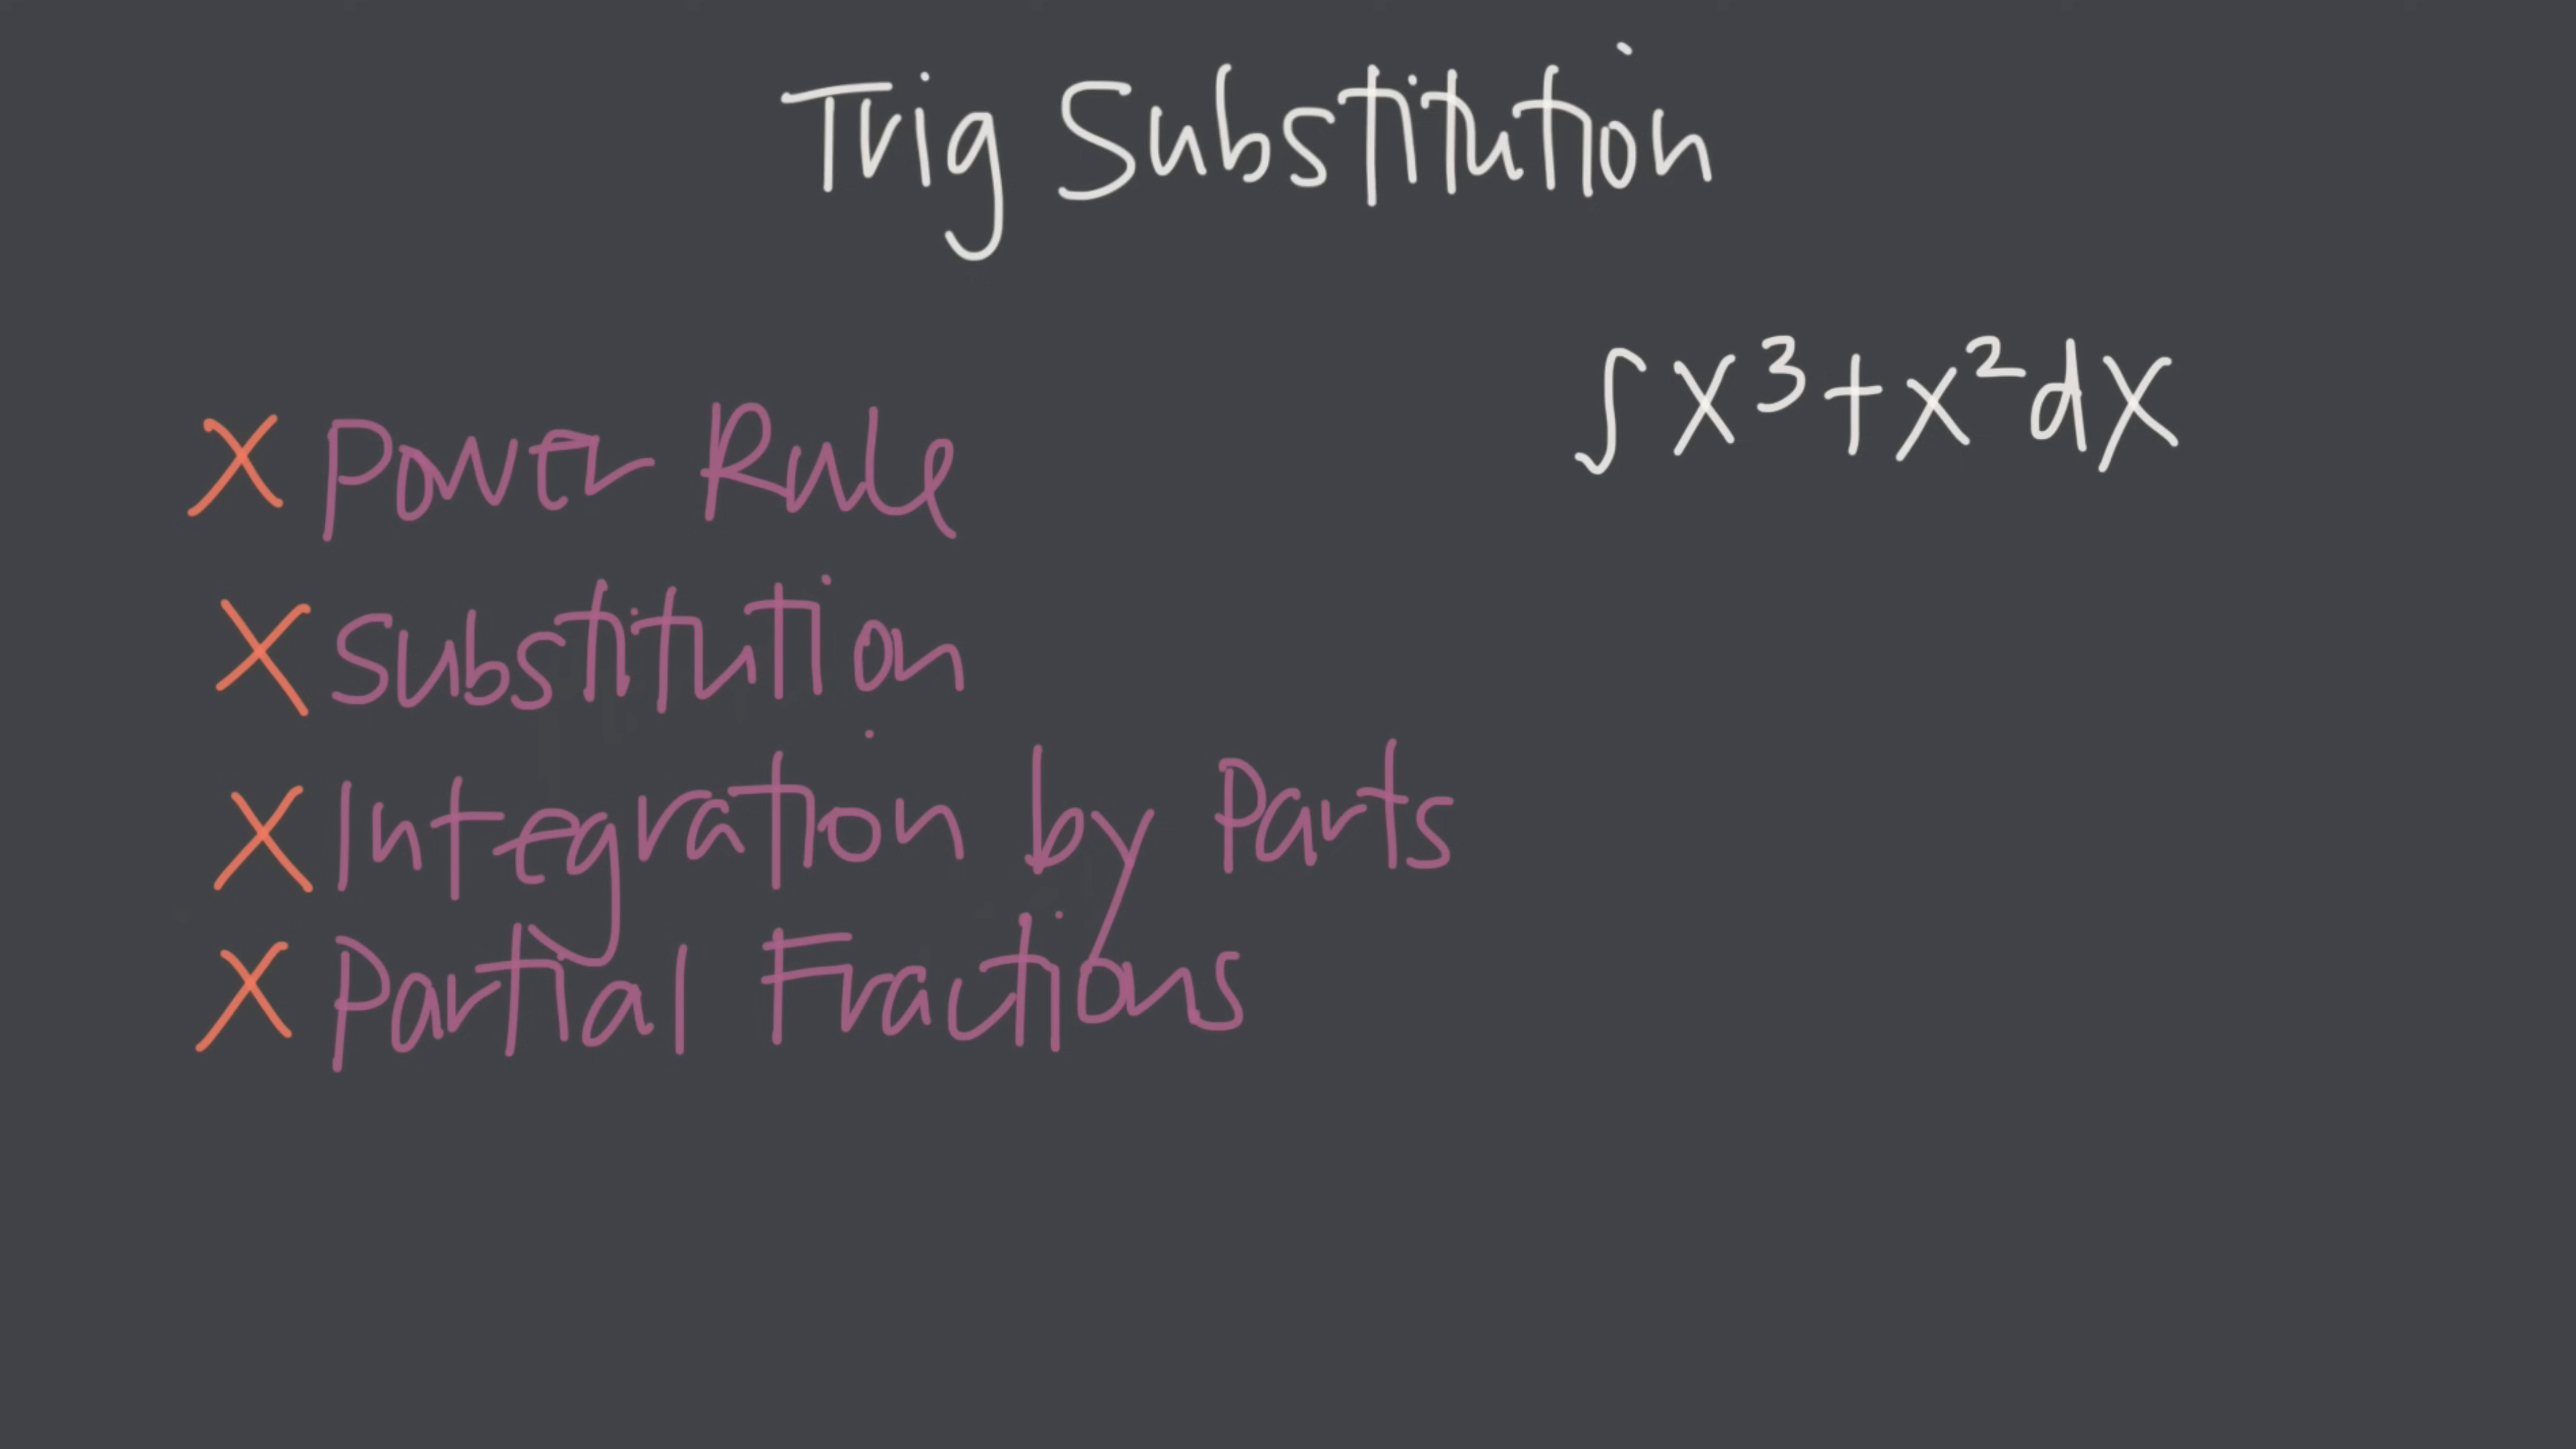 Trig Substitution
∫x³+x²dx
X Power Rule
X Substitution
X Integration by Parts
X Partial Fractions